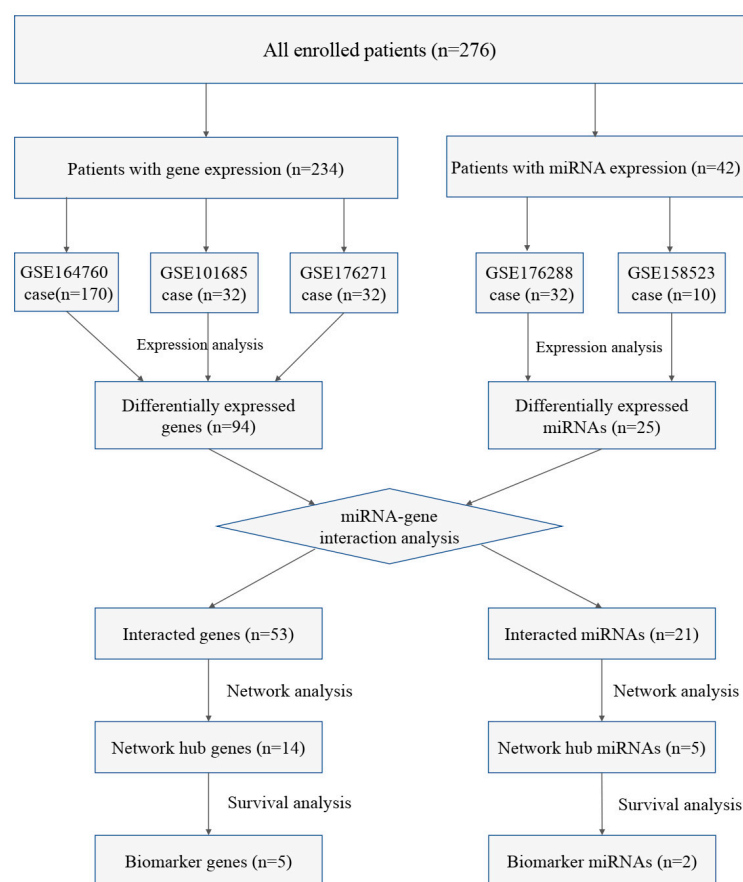 All enrolled patients (n=276)
Patients with gene expression (n=234)
Patients with miRNA expression (n=42)
GSE164760
case(n=170)
GSE101685
case (n=32)
GSE176271
case (n=32)
GSE176288
case (n=32)
GSE158523
case (n=10)
Expression analysis
Expression analysis
Differentially expressed
genes (n=94)
Differentially expressed
miRNAs (n=25)
miRNA-gene
interaction analysis
Interacted genes (n=53)
Interacted miRNAs (n=21)
Network analysis
Network analysis
Network hub genes (n=14)
Network hub miRNAs (n=5)
Survival analysis
Survival analysis
Biomarker genes (n=5)
Biomarker miRNAs (n=2)